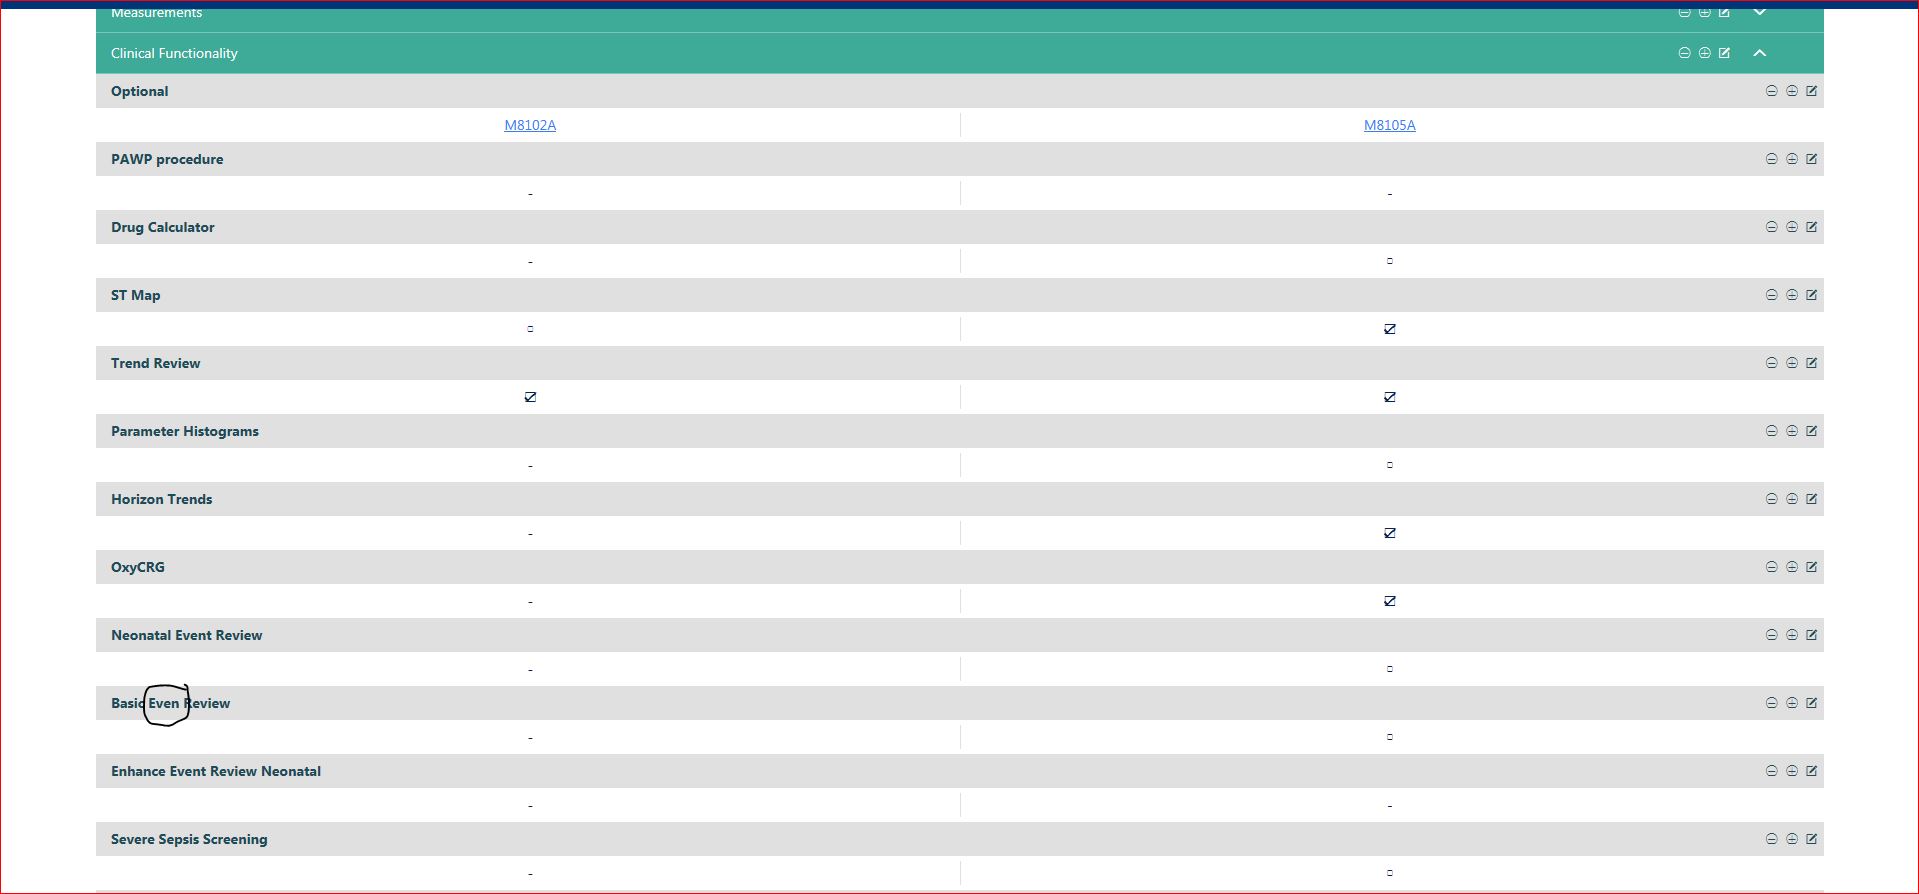 Measurements
Clinical Functionality
Optional
M8102A M8105A
PAWP procedure
- -
Drug Calculator
-
ST Map
Trend Review
Parameter Histograms
-
Horizon Trends
-
OxyCRG
-
Neonatal Event Review
-
Basic Even Review
-
Enhance Event Review Neonatal
- -
Severe Sepsis Screening
-